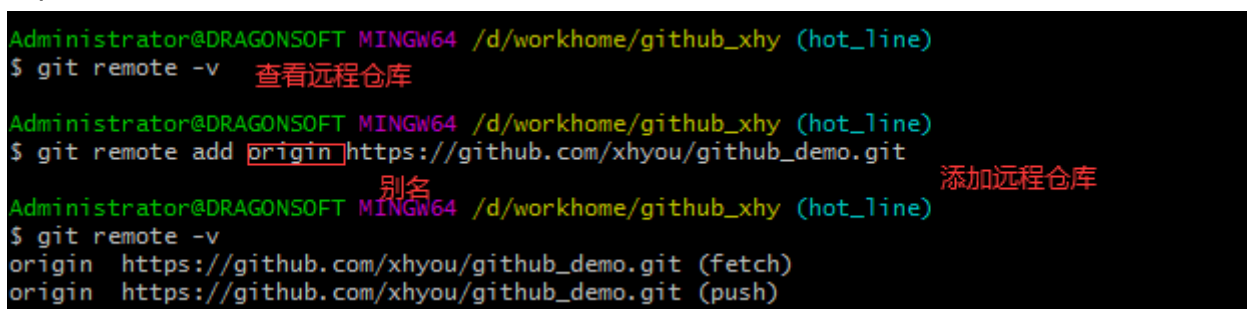 Administrator@DRAGONSOFT MINGW64 /d/workhome/github_xhy (hot_line)
$ git remote -v 查看远程仓库
Administrator@DRAGONSOFT MINGW64 /d/workhome/github_xhy (hot_line)
$ git remote add origin https://github.com/xhyou/github_demo.git
别名 添加远程仓库
Administrator@DRAGONSOFT MINGW64 /d/workhome/github_xhy (hot_line)
$ git remote -v
origin https://github.com/xhyou/github_demo.git (fetch)
origin https://github.com/xhyou/github_demo.git (push)